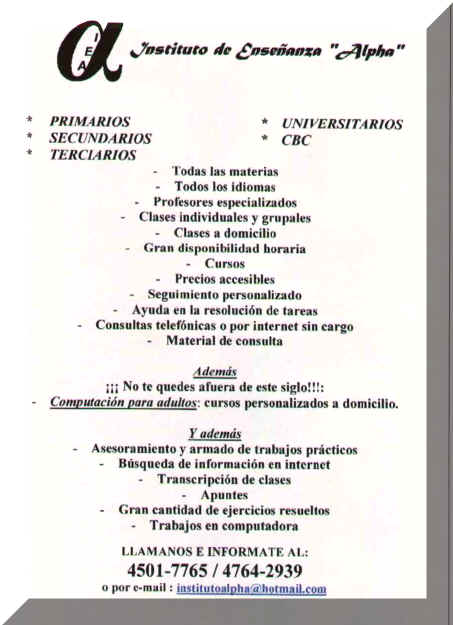 I
E
A
Instituto de Enseñanza "Alpha"
* PRIMARIOS
* SECUNDARIOS
* TERCIARIOS
* UNIVERSITARIOS
* CBC
- Todas las materias
- Todos los idiomas
- Profesores especializados
- Clases individuales y grupales
- Clases a domicilio
- Gran disponibilidad horaria
- Cursos
- Precios accesibles
- Seguimiento personalizado
- Ayuda en la resolución de tareas
- Consultas telefónicas o por internet sin cargo
- Material de consulta
Además
¡¡¡ No te quedes afuera de este siglo!!!:
- Computación para adultos: cursos personalizados a domicilio.
Y además
- Asesoramiento y armado de trabajos prácticos
- Búsqueda de información en internet
- Transcripción de clases
- Apuntes
- Gran cantidad de ejercicios resueltos
- Trabajos en computadora
LLAMANOS E INFORMATE AL:
4501-7765 / 4764-2939
o por e-mail : institutoalpha@hotmail.com